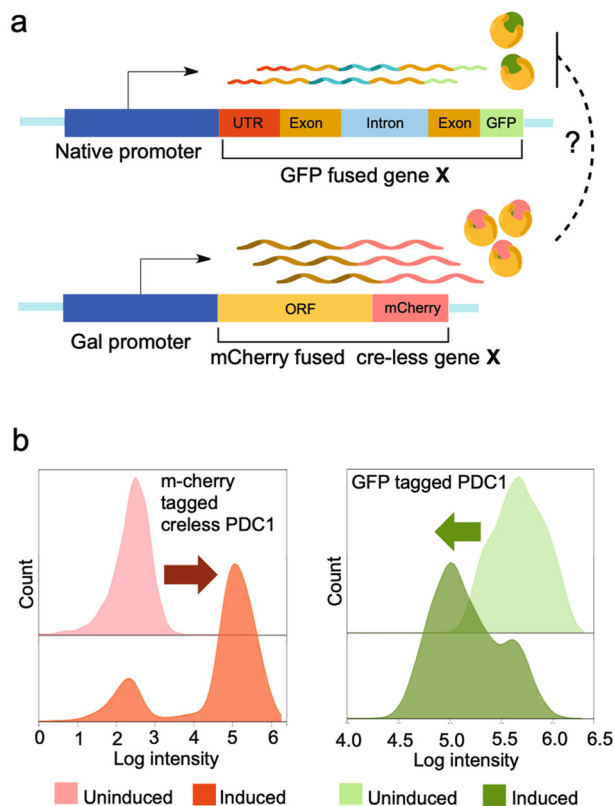 a
UTR Exon Intron Exon GFP
Native promoter
GFP fused gene X
?
ORF mCherry
Gal promoter
mCherry fused cre-less gene X
b
m-cherry
tagged
creless PDC1
Count
0 1 2 3 4 5 6
Log intensity
GFP tagged PDC1
Count
4.0 4.5 5.0 5.5 6.0 6.5
Log intensity
Uninduced Induced Uninduced Induced